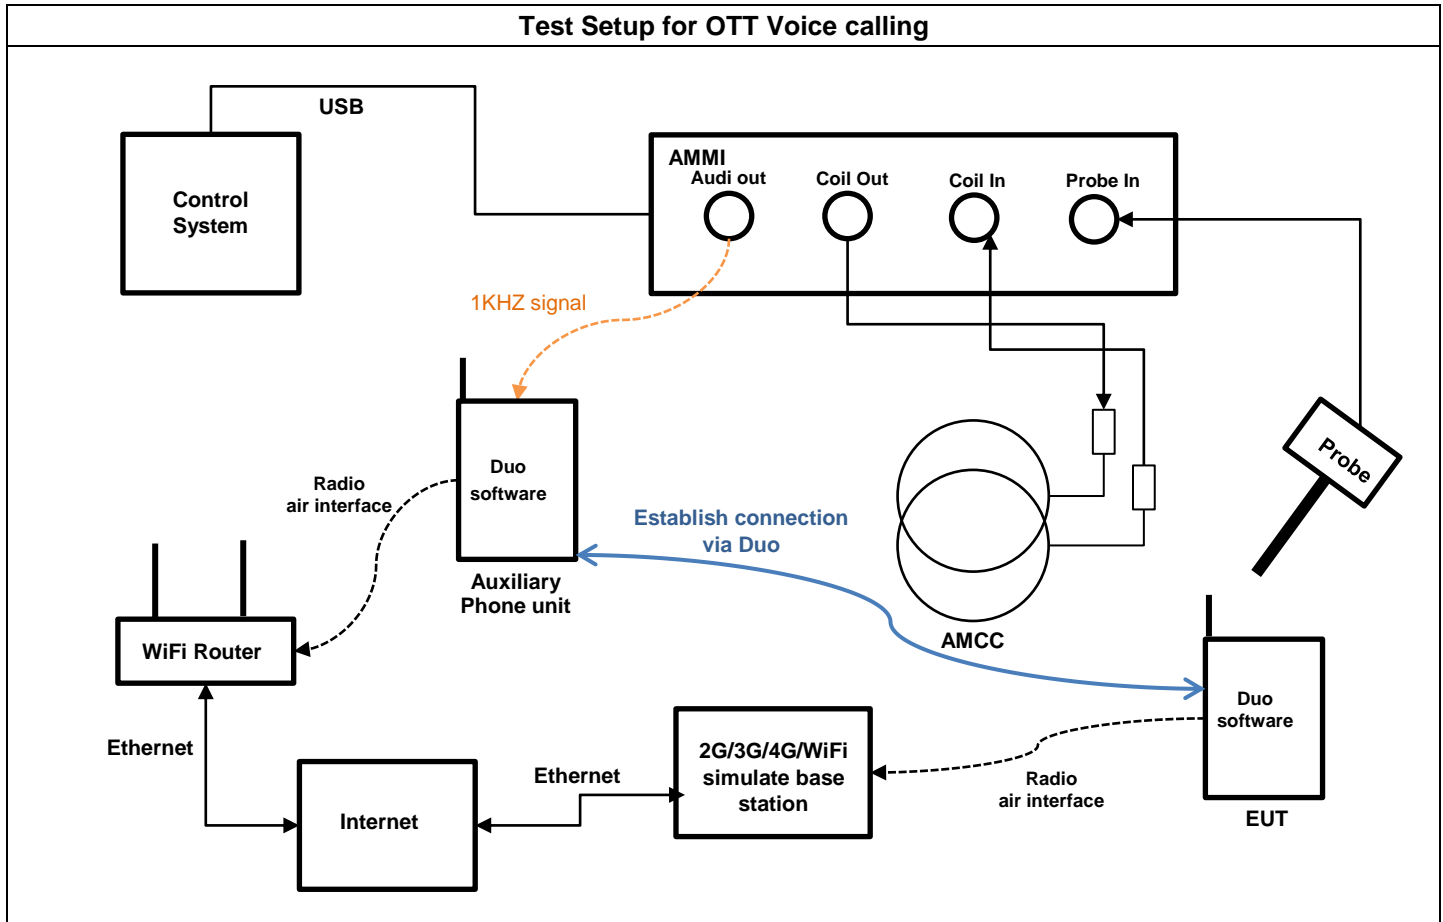 Test Setup for OTT Voice calling
USB
Control
System
AMMI
Audi out
Coil Out
Coil In
Probe In
1KHZ signal
Probe
Duo
software
Radio
air interface
Establish connection
via Duo
Auxiliary
Phone unit
AMCC
WiFi Router
Duo
software
Ethernet
2G/3G/4G/WiFi
simulate base
station
Ethernet
Radio
air interface
Internet
EUT